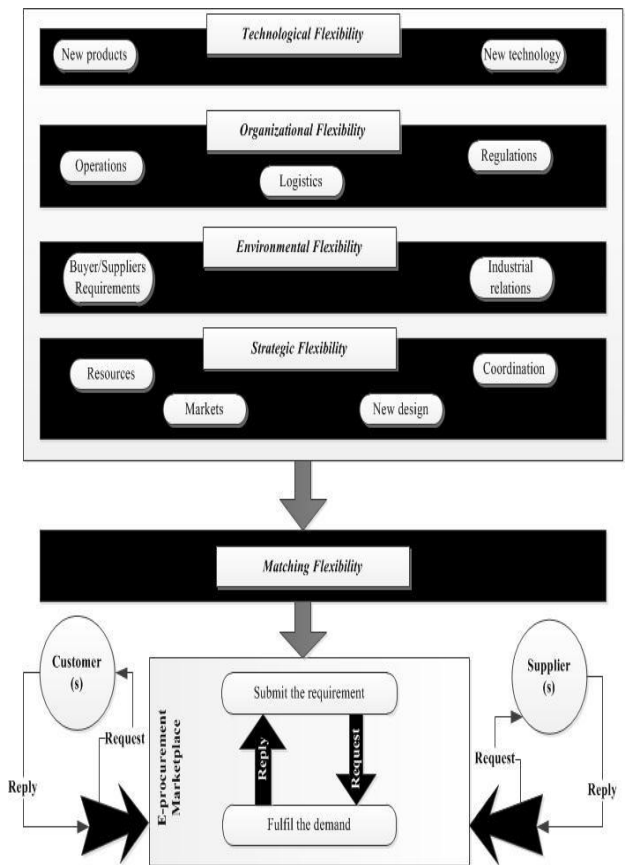 Technological Flexibility
New products
New technology
Organizational Flexibility
Operations
Logistics
Regulations
Environmental Flexibility
Buyer/Suppliers
Requirements
Industrial
relations
Strategic Flexibility
Resources
Coordination
Markets
New design
Matching Flexibility
Customer
(s)
Supplier
(s)
Submit the requirement
E-procurement
Marketplace
Reply
Request
Fulfil the demand
Request
Reply
Request
Reply